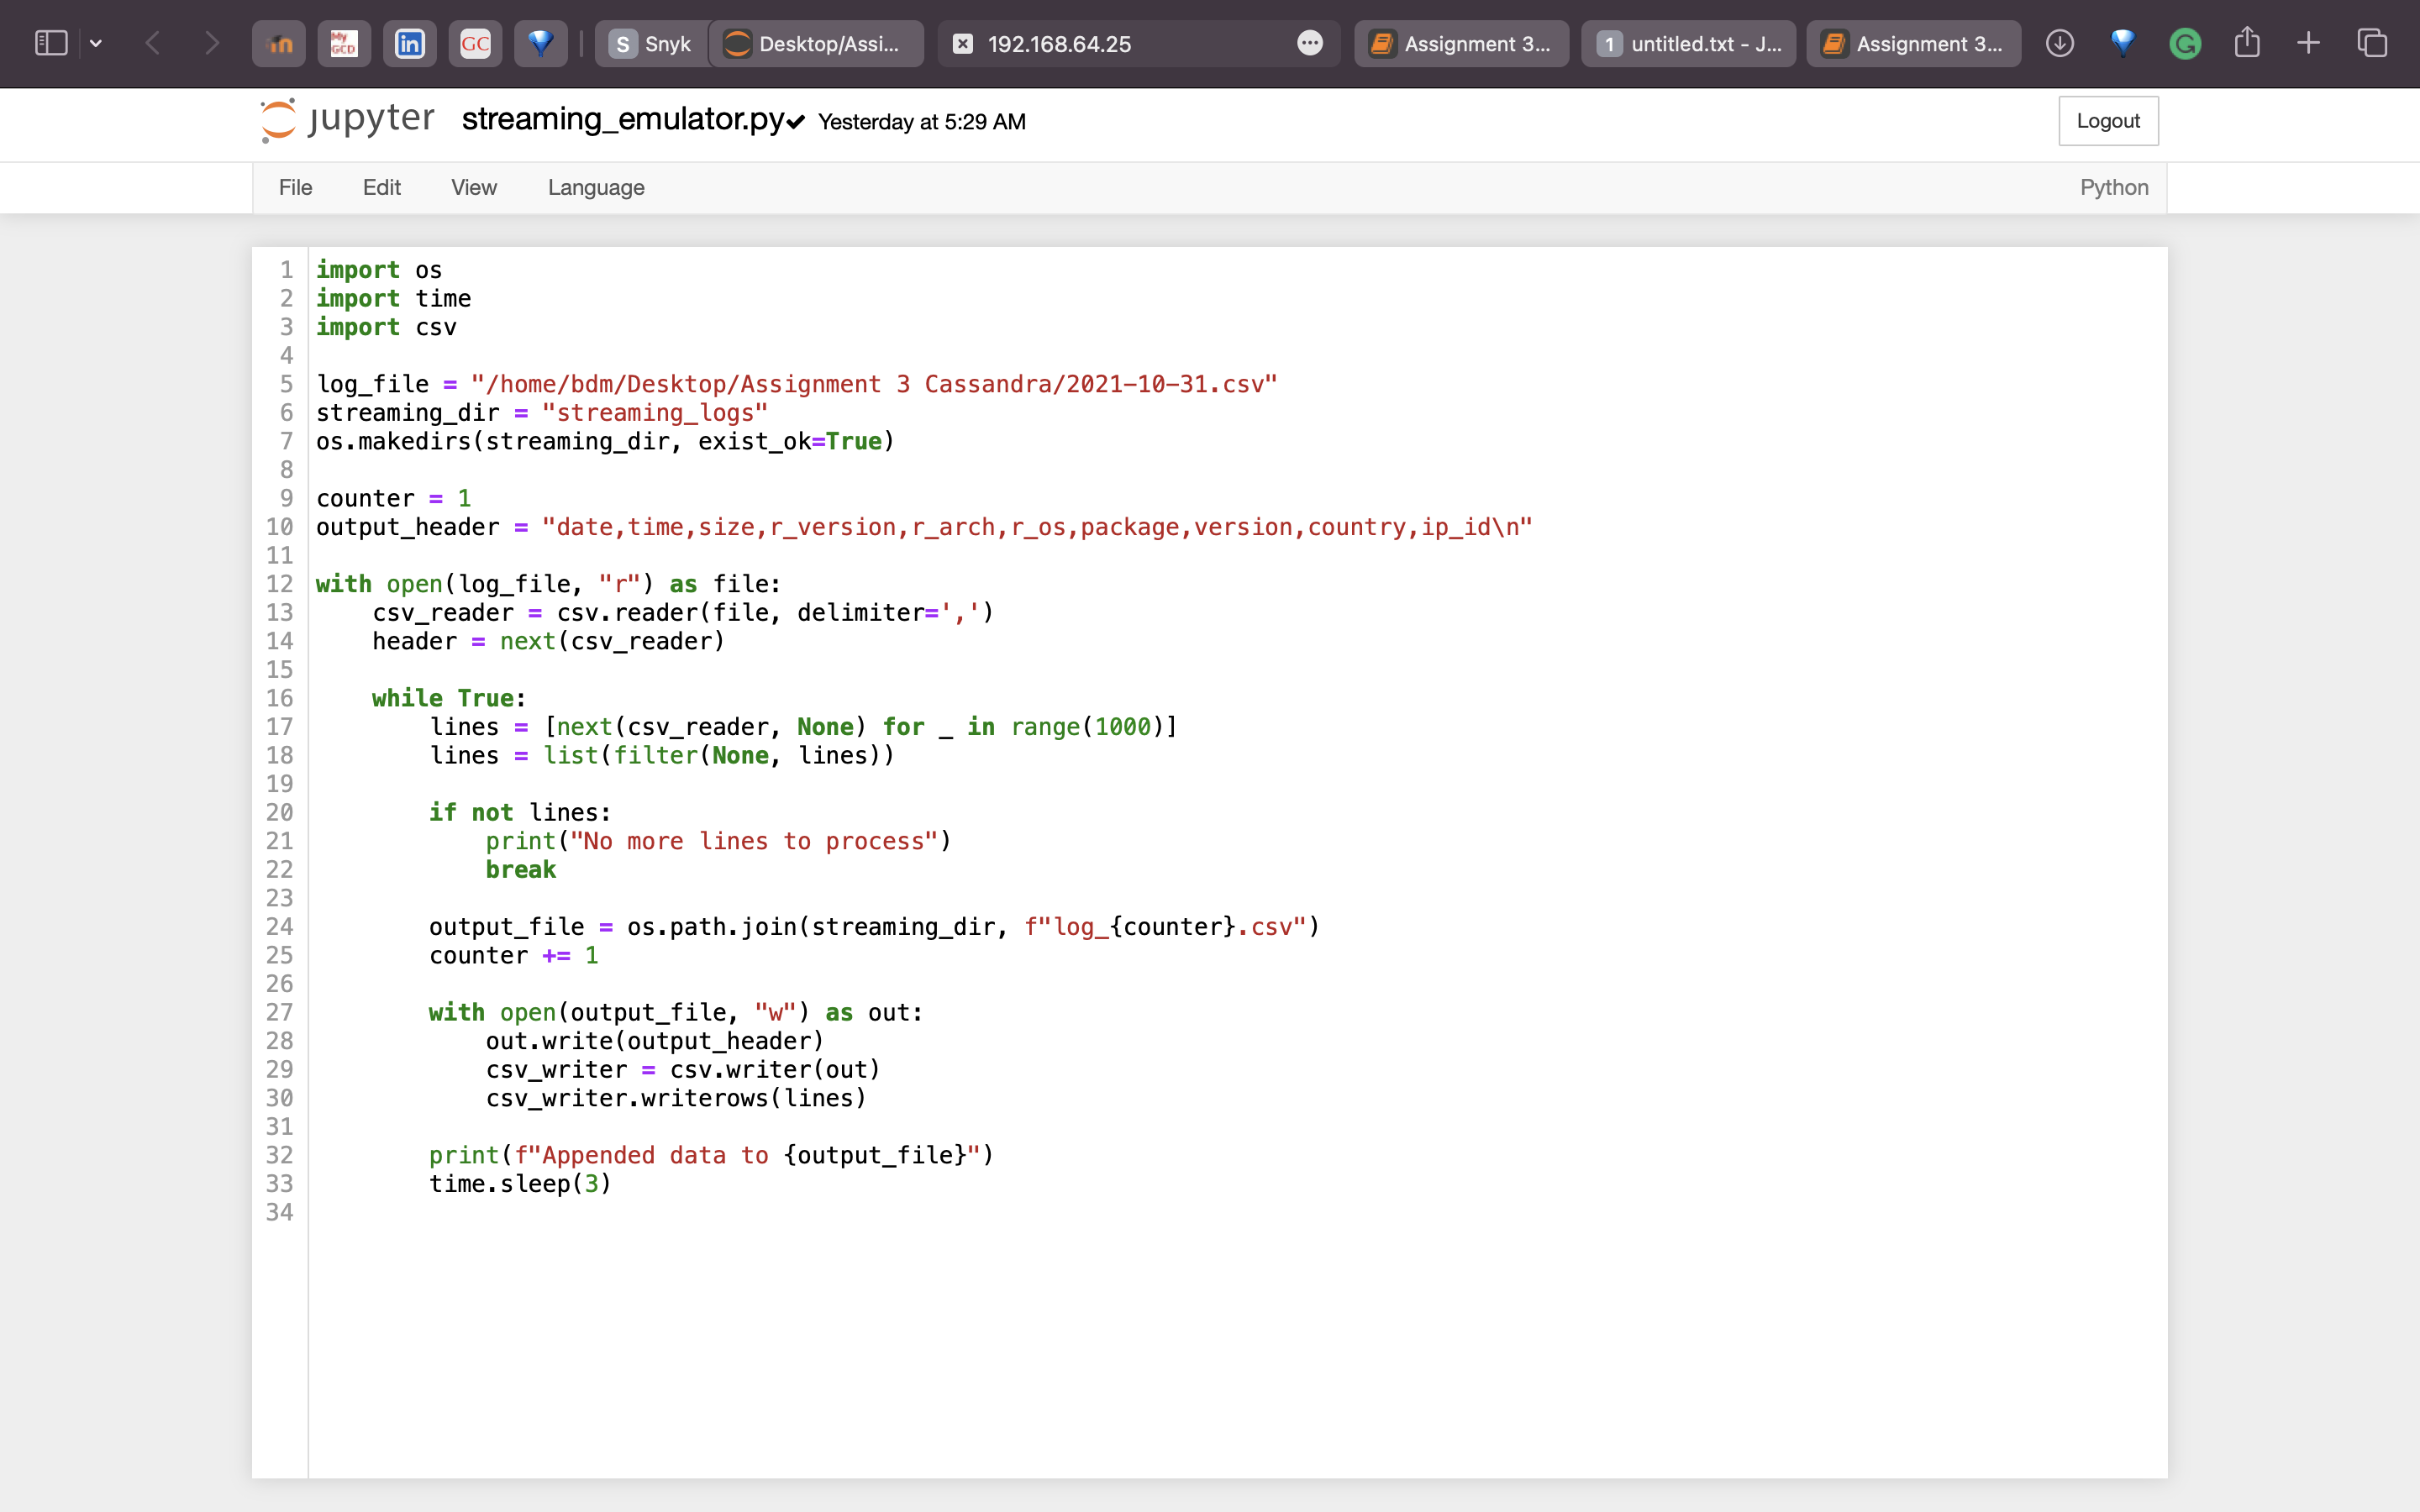 My GCD
in
GC
S Snyk
Desktop/Assi...
192.168.64.25
Assignment 3...
1 untitled.txt - J...
Assignment 3...
G
jupyter streaming_emulator.py✔ Yesterday at 5:29 AM
Logout
File Edit View Language Python
1 import os
2 import time
3 import csv
4
5 log_file = "/home/bdm/Desktop/Assignment 3 Cassandra/2021-10-31.csv"
6 streaming_dir = "streaming_logs"
7 os.makedirs(streaming_dir, exist_ok=True)
8
9 counter = 1
10 output_header = "date,time,size,r_version,r_arch,r_os,package,version,country,ip_id\n"
11
12 with open(log_file, "r") as file:
13     csv_reader = csv.reader(file, delimiter=',')
14     header = next(csv_reader)
15
16     while True:
17         lines = [next(csv_reader, None) for _ in range(1000)]
18         lines = list(filter(None, lines))
19
20         if not lines:
21             print("No more lines to process")
22             break
23
24         output_file = os.path.join(streaming_dir, f"log_{counter}.csv")
25         counter += 1
26
27         with open(output_file, "w") as out:
28             out.write(output_header)
29             csv_writer = csv.writer(out)
30             csv_writer.writerows(lines)
31
32         print(f"Appended data to {output_file}")
33         time.sleep(3)
34